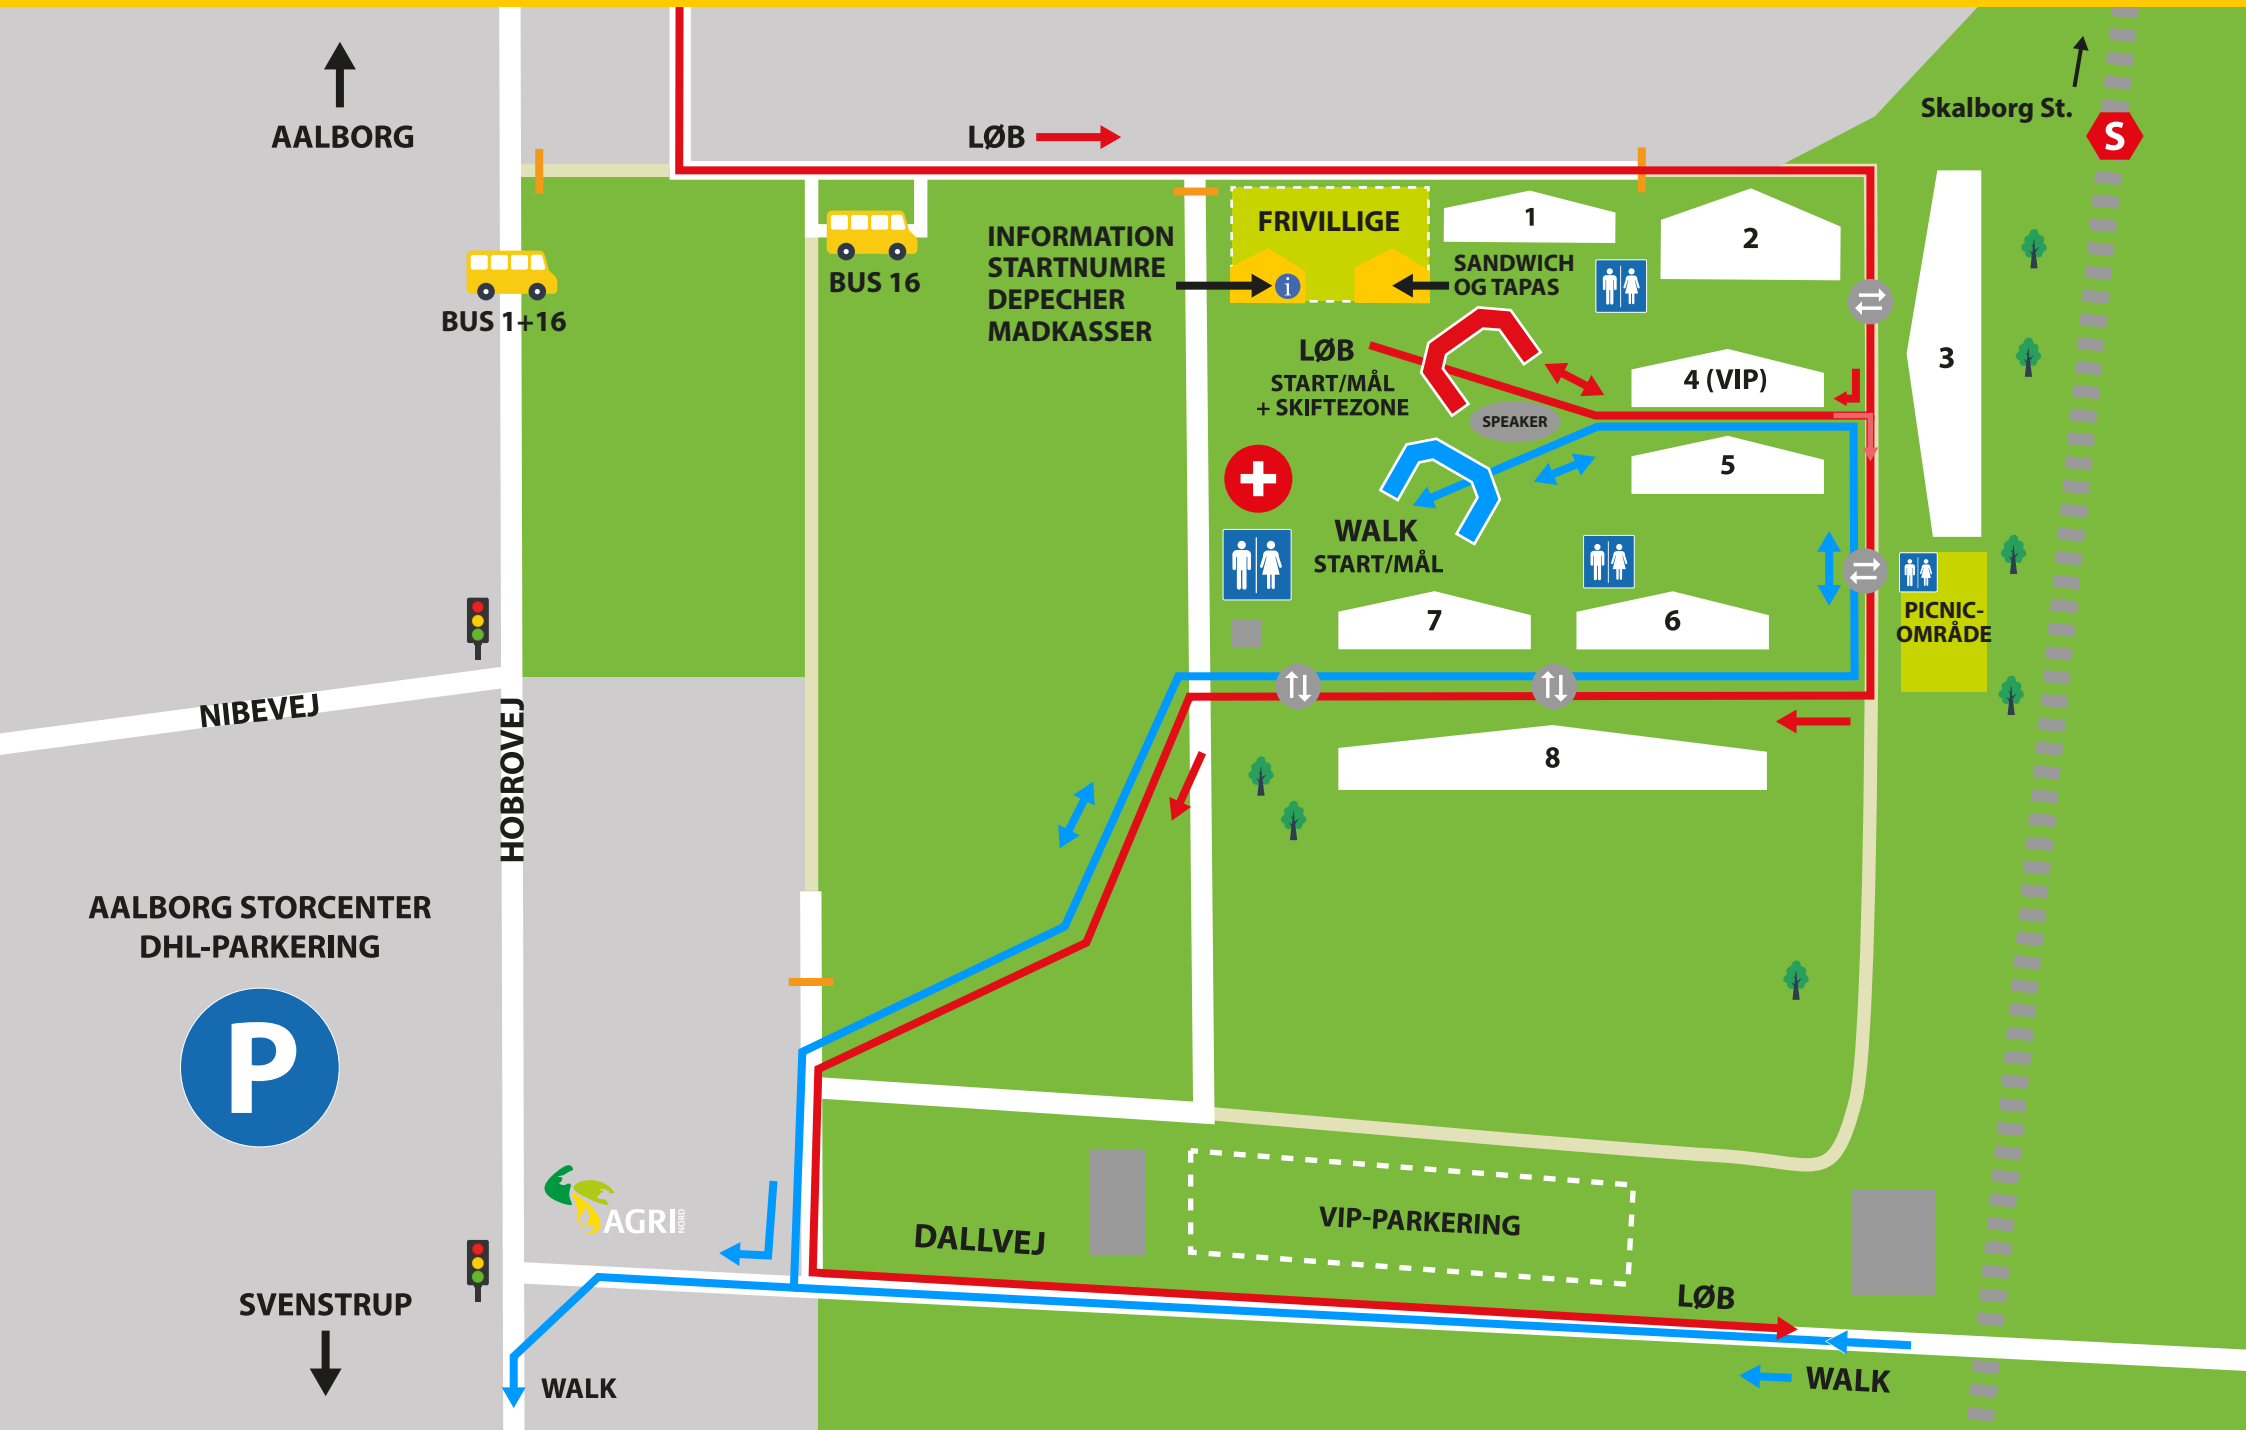 AALBORG
LØB
Skalborg St.
S
FRIVILLIGE
1
2
INFORMATION
STARTNUMRE
DEPECHER
MADKASSER
i
SANDWICH
OG TAPAS
BUS 16
BUS 1+16
3
LØB
START/MÅL
+ SKIFTEZONE
4 (VIP)
SPEAKER
5
WALK
START/MÅL
PICNIC-
OMRÅDE
7
6
NIBEVEJ
HOBROVEJ
8
AALBORG STORCENTER
DHL-PARKERING
P
AGRI
NORD
DALLVEJ
VIP-PARKERING
LØB
SVENSTRUP
WALK
WALK